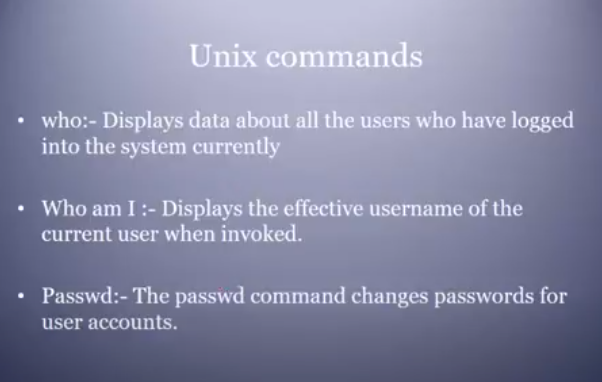 Unix commands
• who:- Displays data about all the users who have logged
into the system currently
• Who am I :- Displays the effective username of the
current user when invoked.
• Passwd:- The passwd command changes passwords for
user accounts.